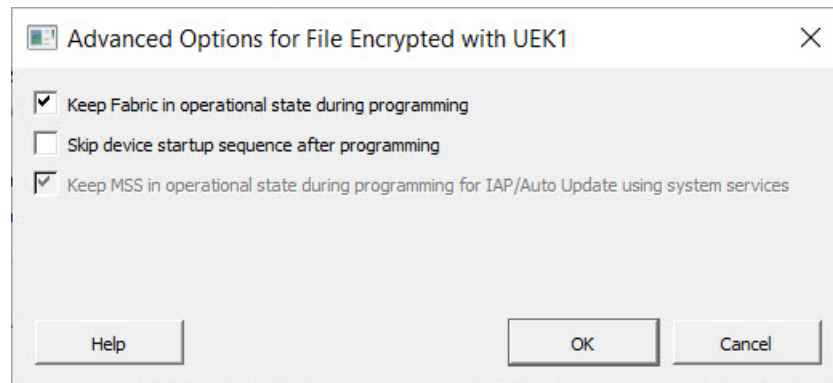 Advanced Options for File Encrypted with UEK1
Keep Fabric in operational state during programming
Skip device startup sequence after programming
Keep MSS in operational state during programming for IAP/Auto Update using system services
Help OK Cancel